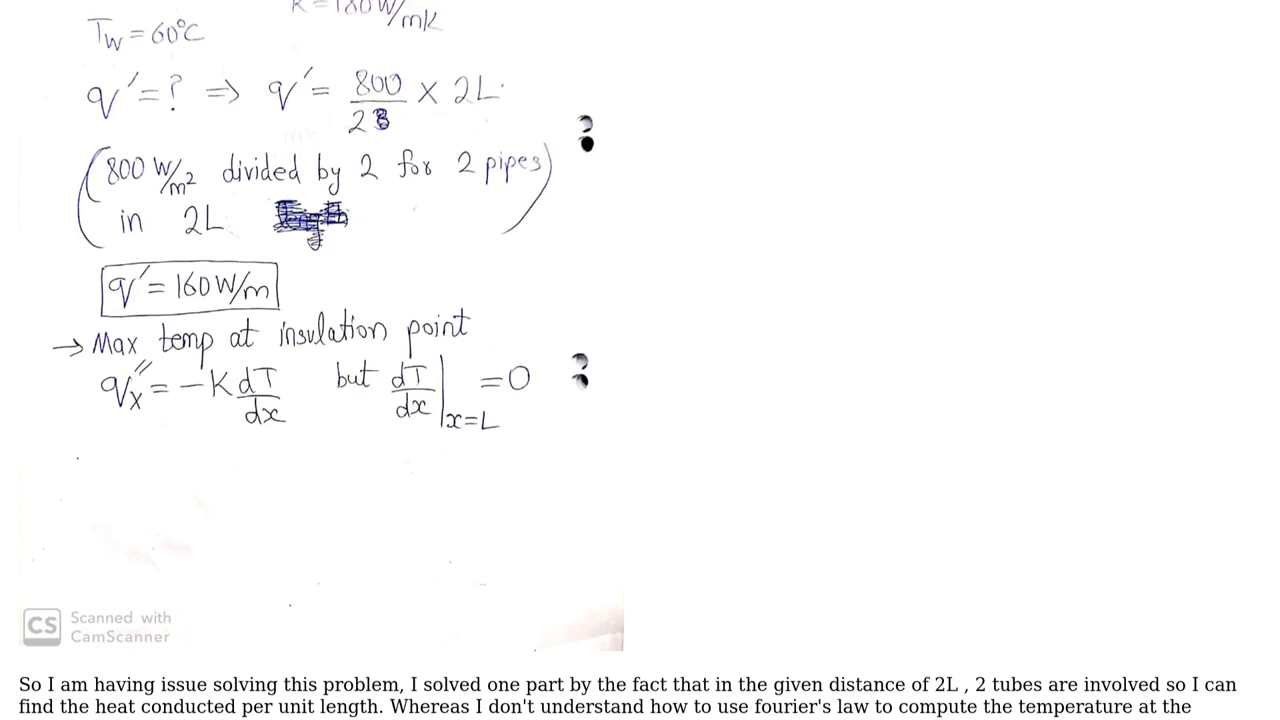 K=180W/mK
Tw=60°C
q'=? ⇒ q'= 800/2 × 2L
(800 W/m² divided by 2 for 2 pipes)
in 2L
q'= 160W/m
→ Max temp at insulation point
q''x = -K dT/dx but dT/dx|x=L =0
CS Scanned with
CamScanner
So I am having issue solving this problem, I solved one part by the fact that in the given distance of 2L , 2 tubes are involved so I can
find the heat conducted per unit length. Whereas I don't understand how to use fourier's law to compute the temperature at the